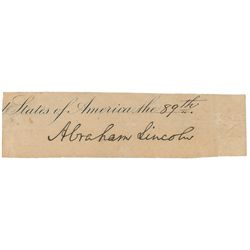 States of America the 89th.
Abraham Lincoln